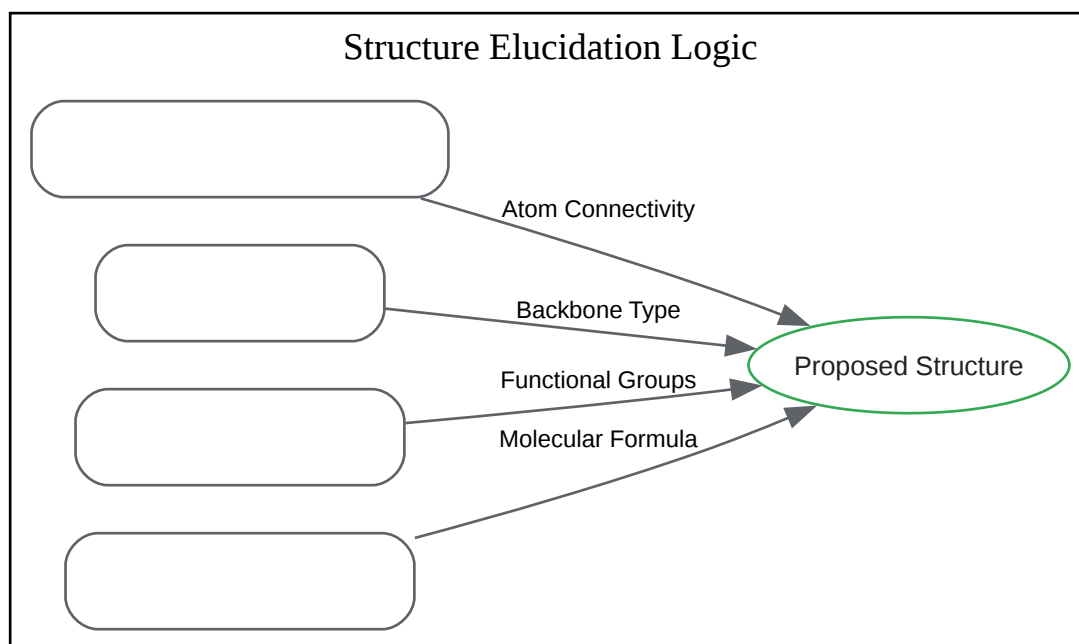 Structure Elucidation Logic
Atom Connectivity
Backbone Type
Functional Groups
Molecular Formula
Proposed Structure